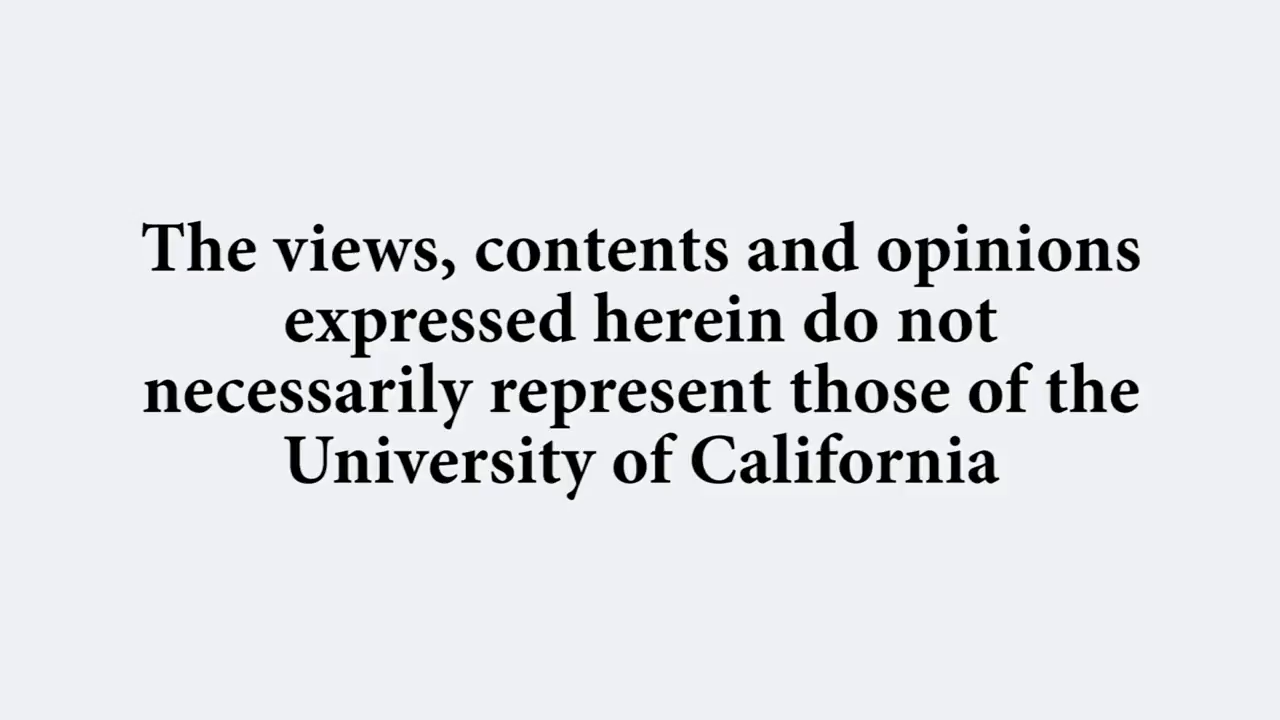 The views, contents and opinions
expressed herein do not
necessarily represent those of the
University of California